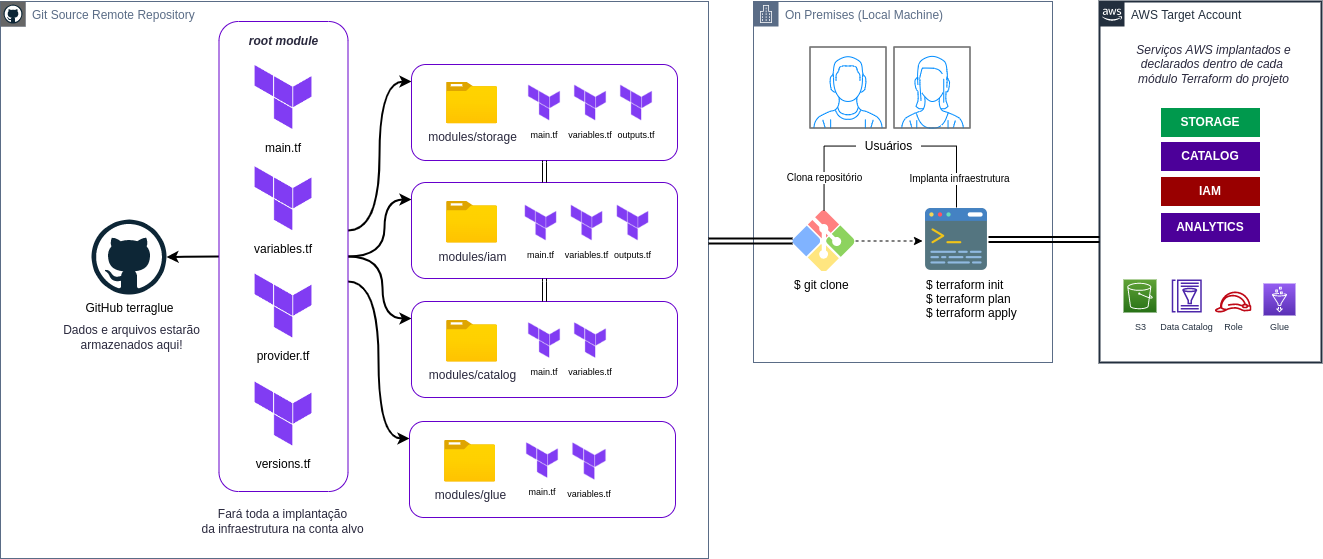 Git Source Remote Repository
root module
main.tf
variables.tf
provider.tf
versions.tf
GitHub terraglue
Dados e arquivos estarão
armazenados aqui!
Fará toda a implantação
da infraestrutura na conta alvo
modules/storage
main.tf
variables.tf
outputs.tf
modules/iam
main.tf
variables.tf
outputs.tf
modules/catalog
main.tf
variables.tf
modules/glue
main.tf
variables.tf
On Premises (Local Machine)
Usuários
Clona repositório
Implanta infraestrutura
$ git clone
$ terraform init
$ terraform plan
$ terraform apply
aws
AWS Target Account
Serviços AWS implantados e
declarados dentro de cada
módulo Terraform do projeto
STORAGE
CATALOG
IAM
ANALYTICS
S3
Data Catalog
Role
Glue